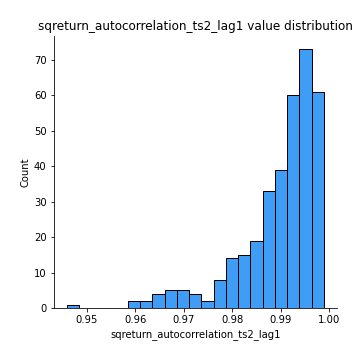 sqreturn_autocorrelation_ts2_lag1 value distribution
70
60
50
40
30
20
10
0
Count
0.95 0.96 0.97 0.98 0.99 1.00
sqreturn_autocorrelation_ts2_lag1